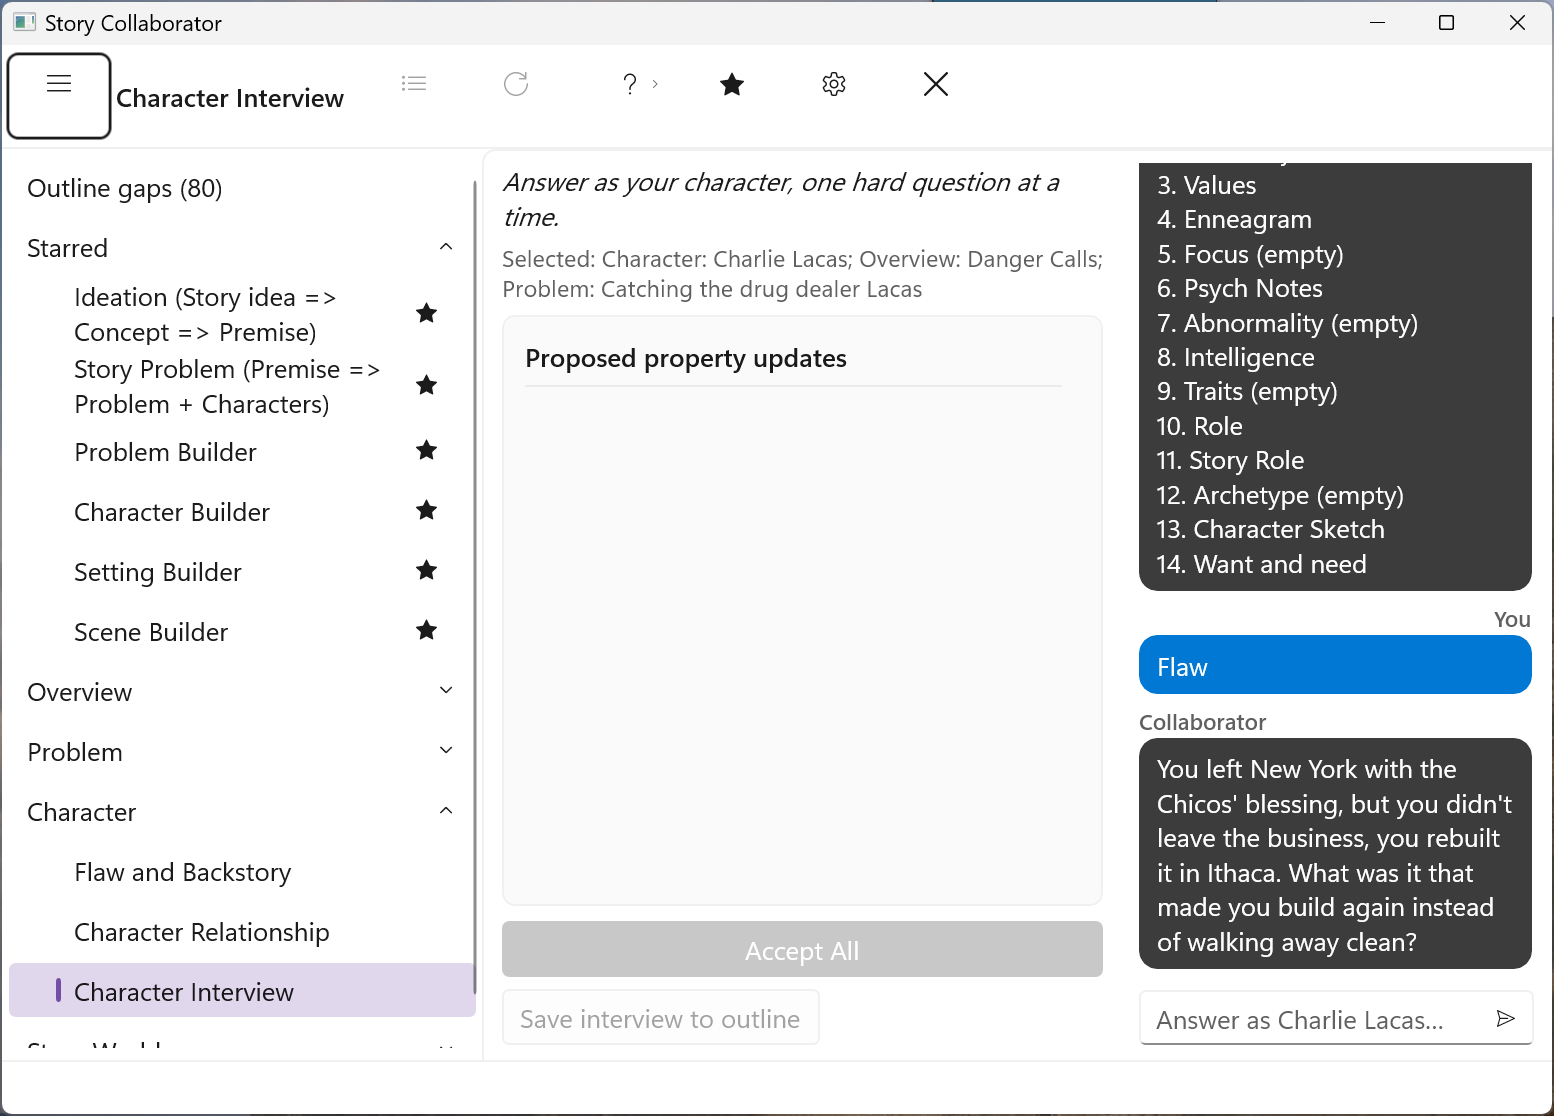 Story Collaborator
Character Interview
?
Outline gaps (80)
Starred
Ideation (Story idea =>
Concept => Premise)
Story Problem (Premise =>
Problem + Characters)
Problem Builder
Character Builder
Setting Builder
Scene Builder
Overview
Problem
Character
Flaw and Backstory
Character Relationship
Character Interview
Answer as your character, one hard question at a
time.
Selected: Character: Charlie Lacas; Overview: Danger Calls;
Problem: Catching the drug dealer Lacas
Proposed property updates
Accept All
Save interview to outline
3. Values
4. Enneagram
5. Focus (empty)
6. Psych Notes
7. Abnormality (empty)
8. Intelligence
9. Traits (empty)
10. Role
11. Story Role
12. Archetype (empty)
13. Character Sketch
14. Want and need
You
Flaw
Collaborator
You left New York with the
Chicos' blessing, but you didn't
leave the business, you rebuilt
it in Ithaca. What was it that
made you build again instead
of walking away clean?
Answer as Charlie Lacas...